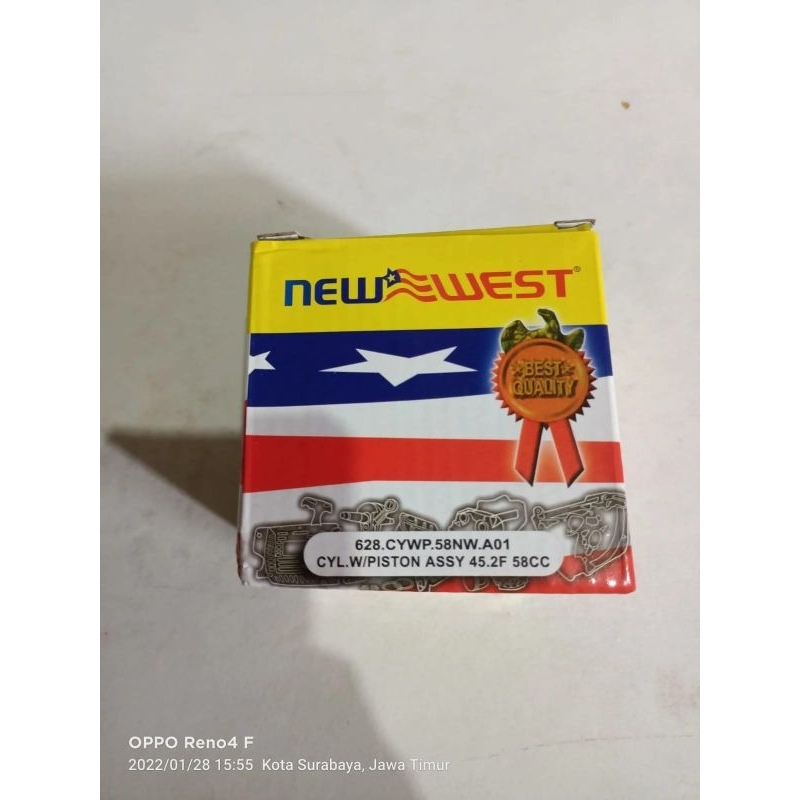 NEW WEST®
BEST
QUALITY
628.CYWP.58NW.A01
CYL.W/PISTON ASSY 45.2F 58CC
OPPO Reno4 F
2022/01/28 15:55 Kota Surabaya, Jawa Timur